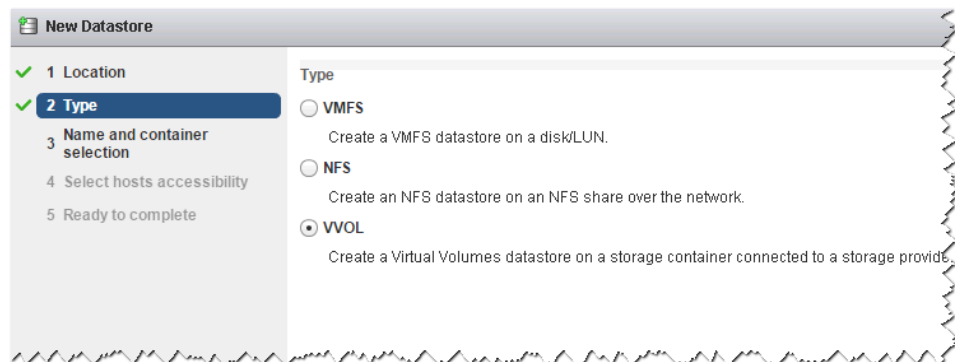 New Datastore
1 Location
2 Type
3 Name and container
selection
4 Select hosts accessibility
5 Ready to complete
Type
VMFS
Create a VMFS datastore on a disk/LUN.
NFS
Create an NFS datastore on an NFS share over the network.
VVOL
Create a Virtual Volumes datastore on a storage container connected to a storage